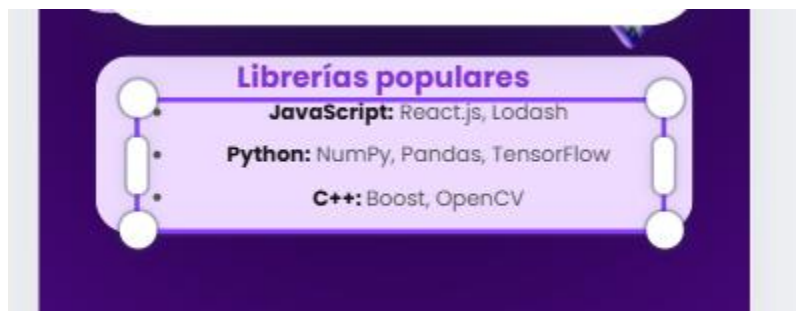 Librerías populares
• JavaScript: React.js, Lodash
• Python: NumPy, Pandas, TensorFlow
• C++: Boost, OpenCV